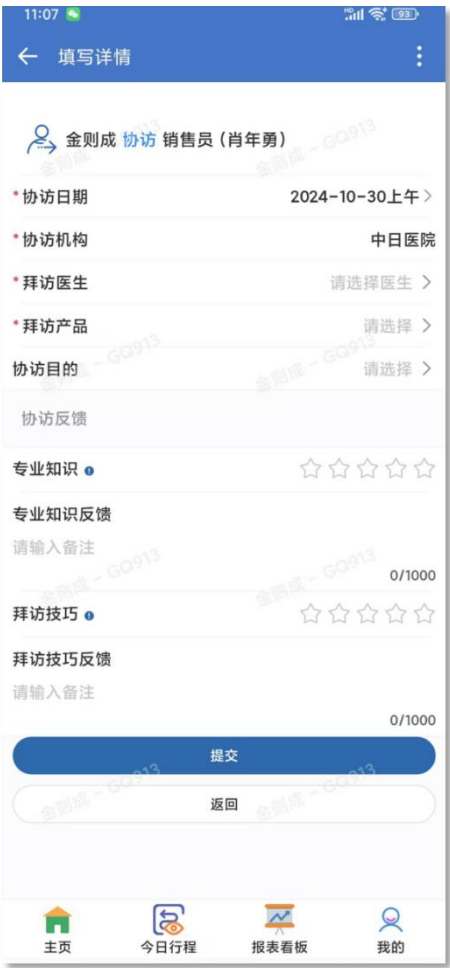 11:07 HD 93
填写详情
金则成 协访 销售员 (肖年勇)
*协访日期 2024-10-30上午
*协访机构 中日医院
*拜访医生 请选择医生
*拜访产品 请选择
协访目的 请选择
协访反馈
专业知识
专业知识反馈
请输入备注
0/1000
拜访技巧
拜访技巧反馈
请输入备注
0/1000
提交
返回
主页 今日行程 报表看板 我的
金则成 - GQ913